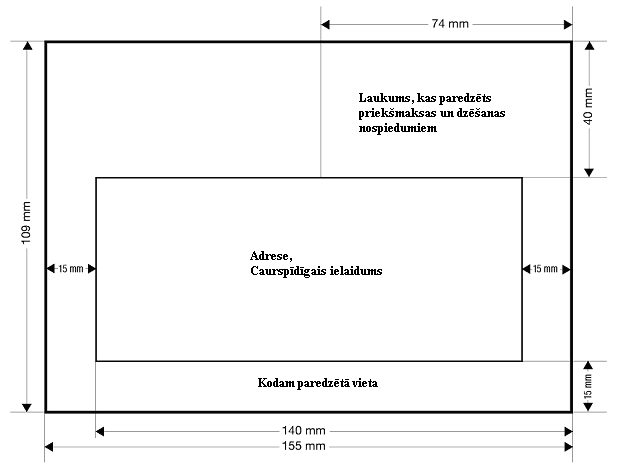 74 mm
Laukums, kas paredzēts
priekšmaksas un dzēšanas
nospiedumiem
40 mm
109 mm
Adrese,
Caurspīdīgais ielaidums
15 mm
15 mm
Kodam paredzētā vieta
15 mm
140 mm
155 mm